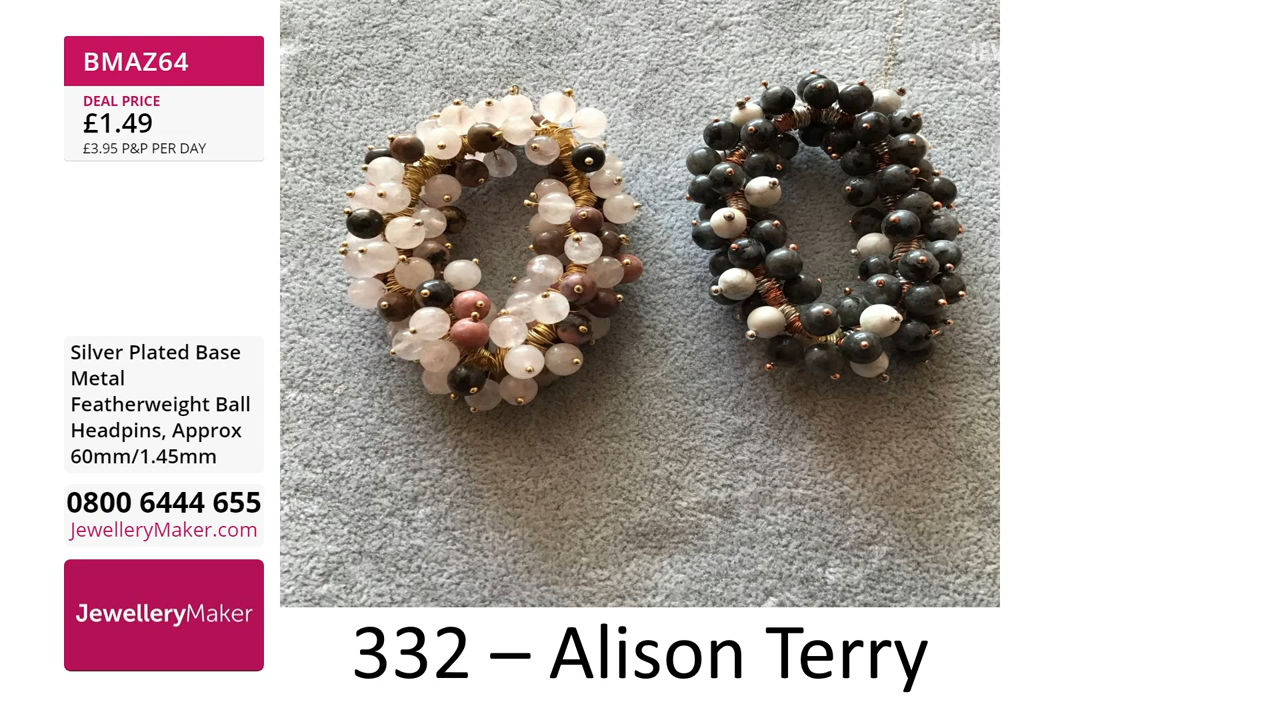 BMAZ64
DEAL PRICE
£1.49
£3.95 P&P PER DAY
Silver Plated Base
Metal
Featherweight Ball
Headpins, Approx
60mm/1.45mm
0800 6444 655
JewelleryMaker.com
JewelleryMaker
332 – Alison Terry